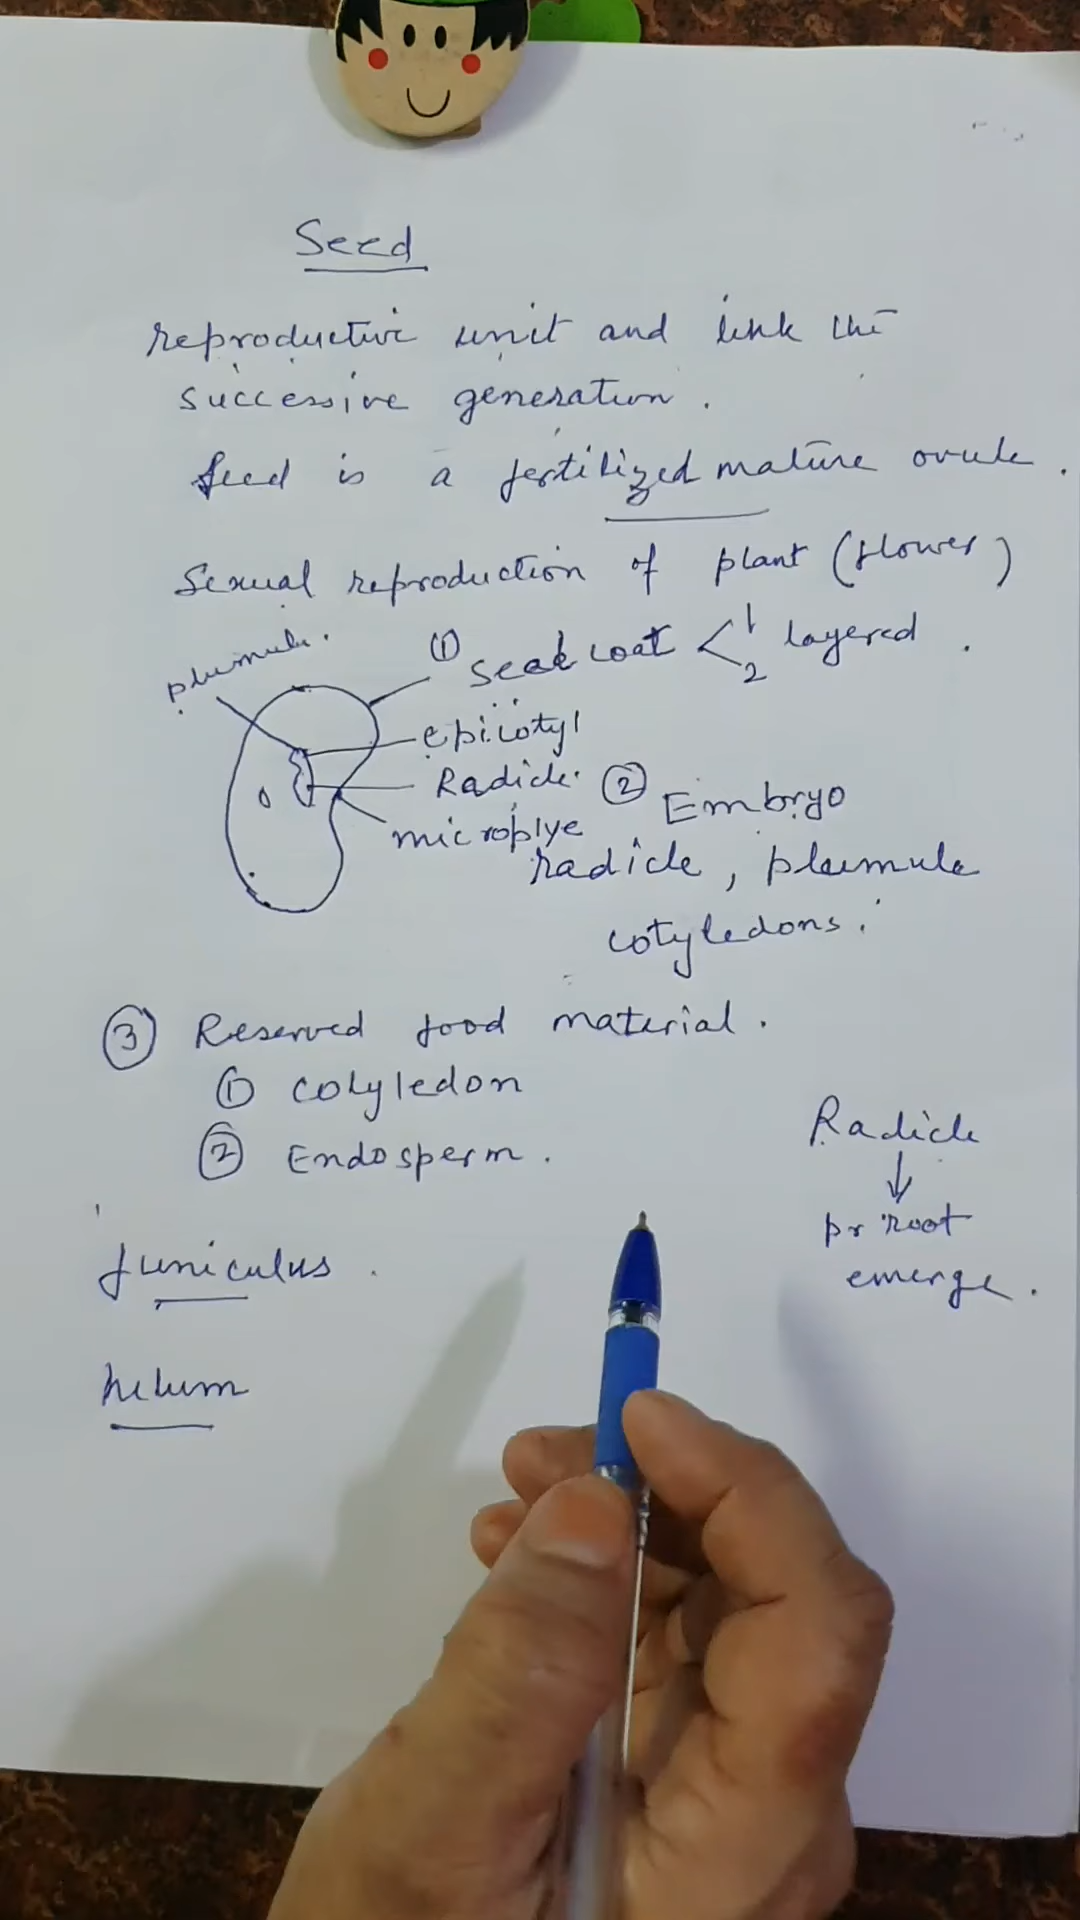 Seed
reproductive unit and link the
successive generation.
Seed is a fertilized mature ovule.
Sexual reproduction of plant (flower)
plumule.
① Seed coat < 1 2 layered.
epicotyl
Radicle.
microplye
② Embryo
radicle, plumule
cotyledons.
③ Reserved food material.
① cotyledon
② Endosperm.
Radicle
↓
pr root
emerge.
funiculus.
hilum